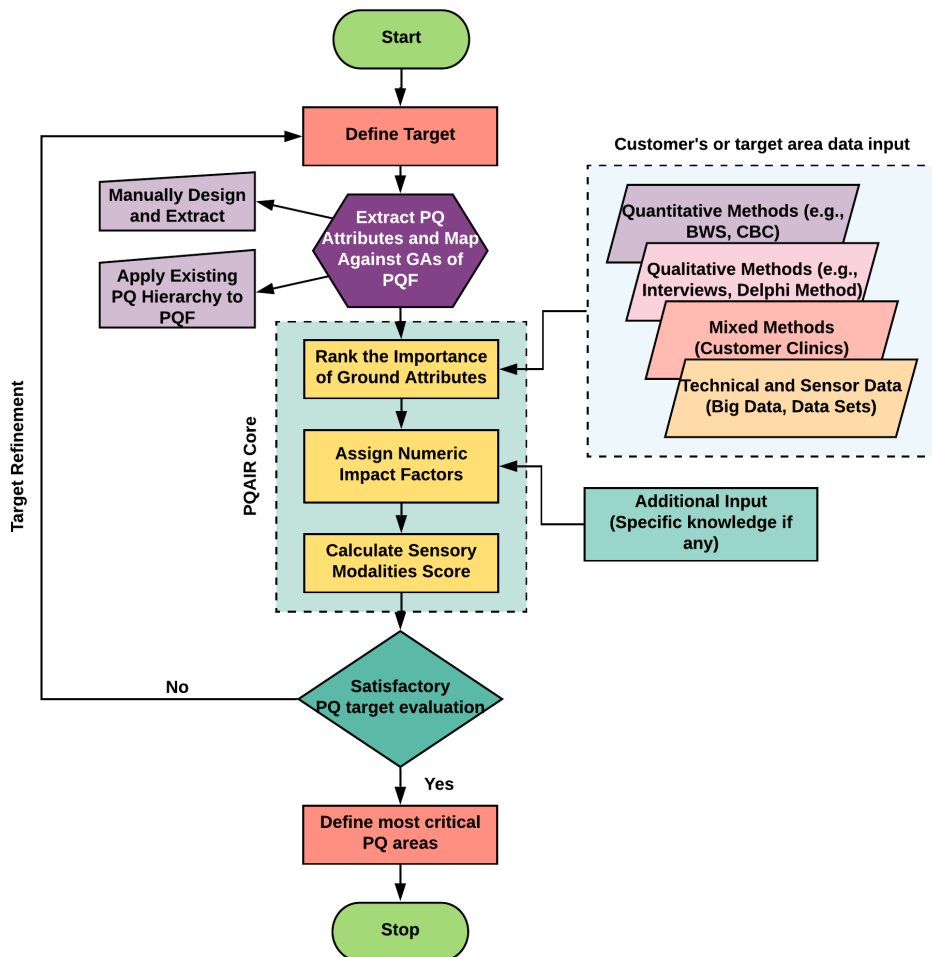 Start
Define Target
Customer's or target area data input
Manually Design
and Extract
Extract PQ
Attributes and Map
Against GAs of
PQF
Apply Existing
PQ Hierarchy to
PQF
Quantitative Methods (e.g.,
BWS, CBC)
Qualitative Methods (e.g.,
Interviews, Delphi Method)
Mixed Methods
(Customer Clinics)
Technical and Sensor Data
(Big Data, Data Sets)
Rank the Importance
of Ground Attributes
Target Refinement
PQAIR Core
Assign Numeric
Impact Factors
Additional Input
(Specific knowledge if
any)
Calculate Sensory
Modalities Score
Satisfactory
PQ target evaluation
No
Yes
Define most critical
PQ areas
Stop